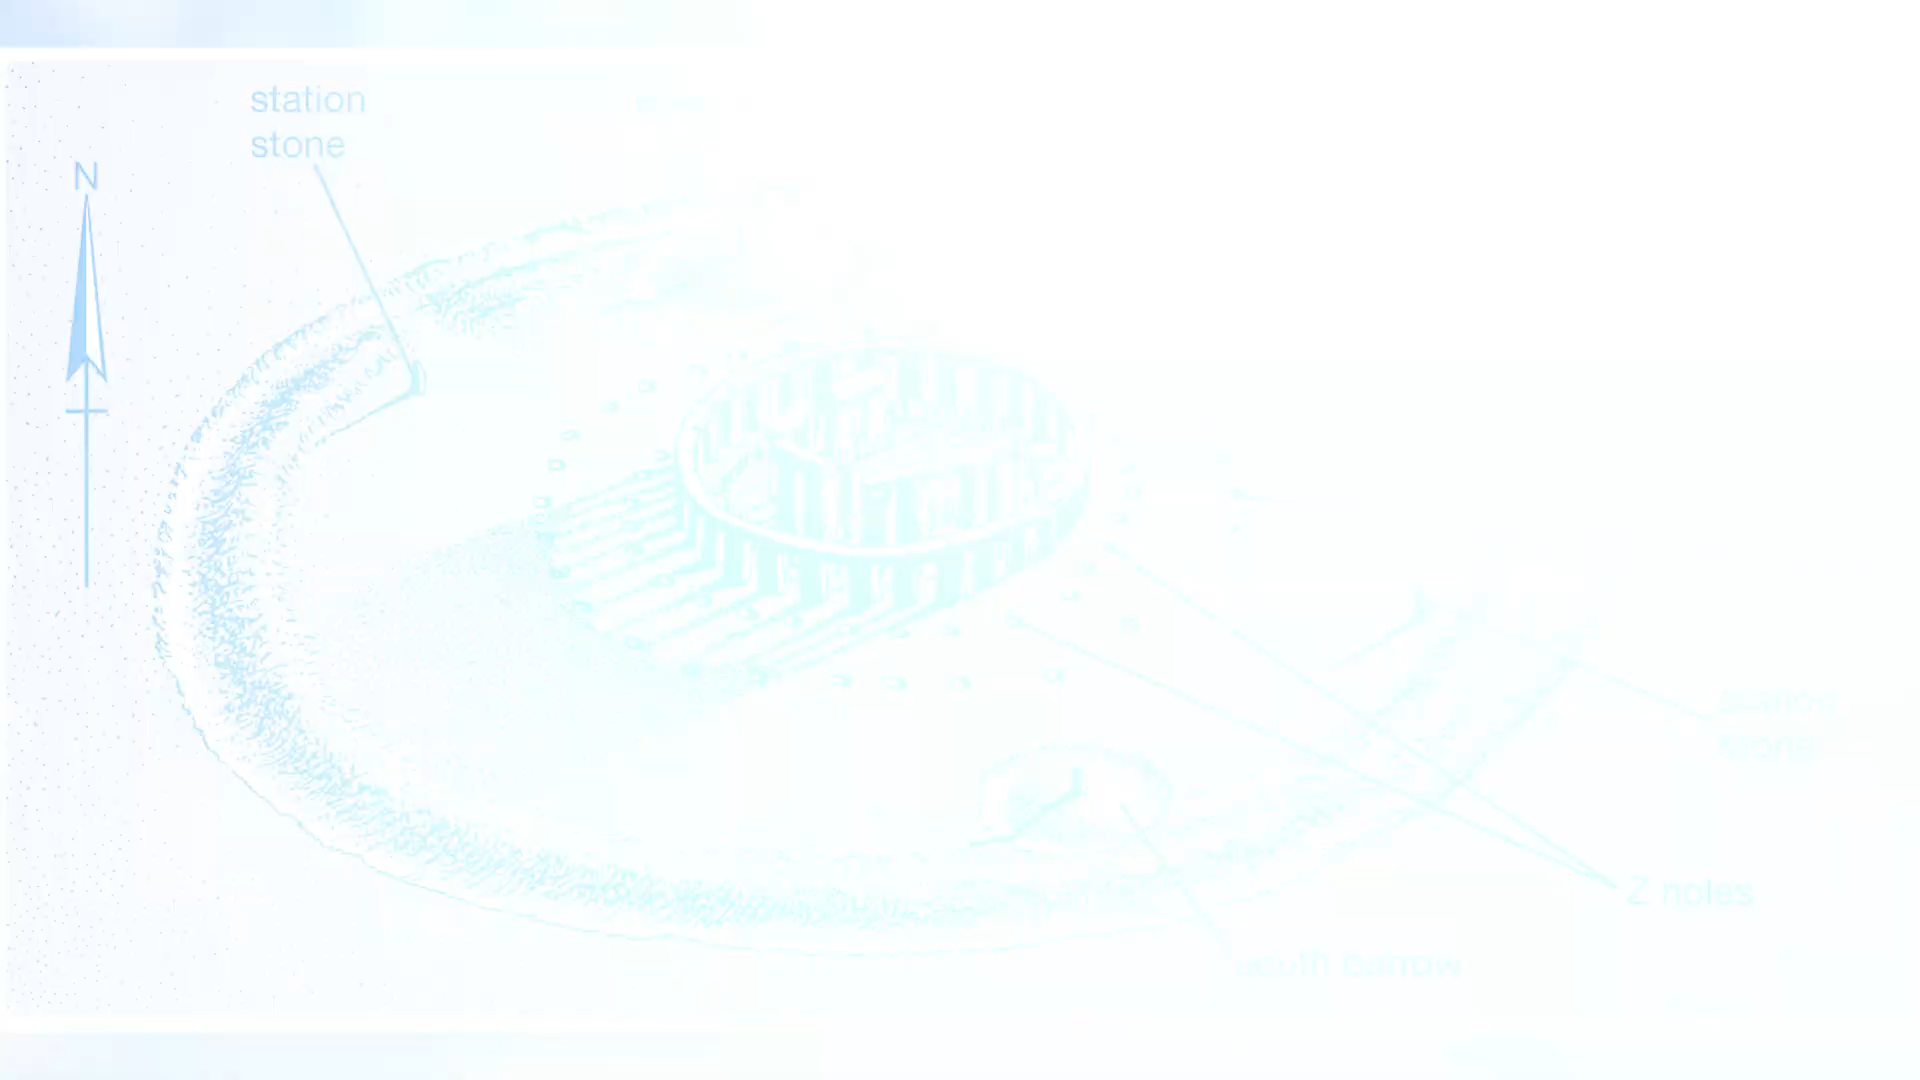 station
stone
N
station
stone
Z holes
south barrow